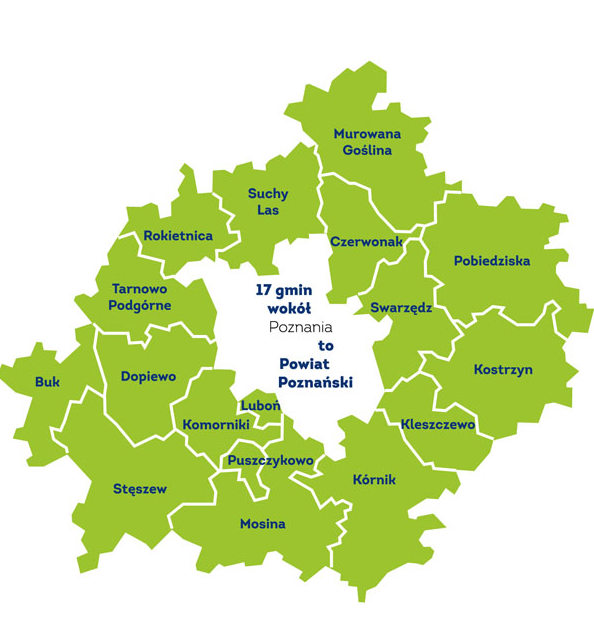 Murowana
Goślina
Suchy
Las
Rokietnica
Czerwonak
Pobiedziska
Tarnowo
Podgórne
17 gmin
wokół
Poznania
to
Powiat
Poznański
Swarzędz
Buk
Dopiewo
Kostrzyn
Luboń
Komorniki
Kleszczewo
Puszczykowo
Stęszew
Kórnik
Mosina